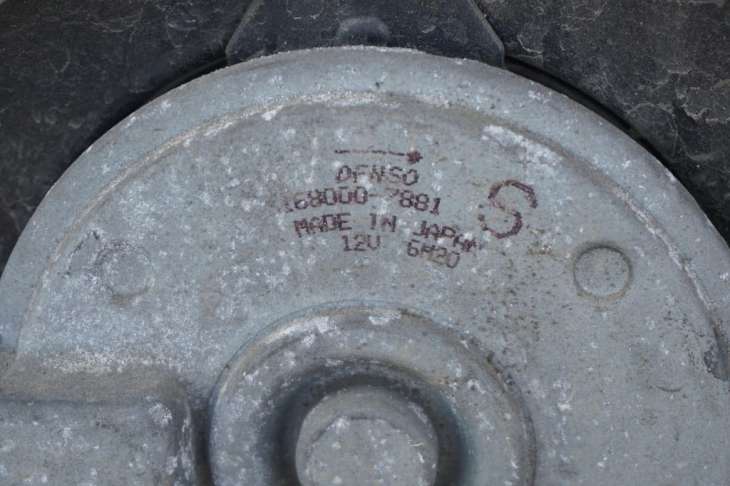 DENSO
168000-7881
MADE IN JAPAN
12V 6M20
S